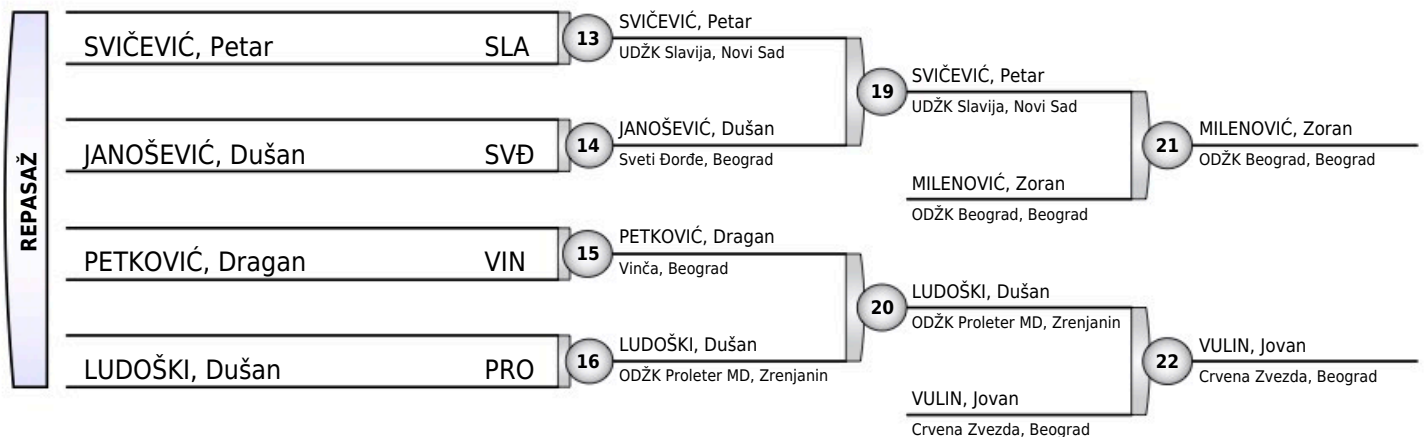 REPASAŽ
SVIČEVIĆ, Petar SLA
JANOŠEVIĆ, Dušan SVĐ
PETKOVIĆ, Dragan VIN
LUDOŠKI, Dušan PRO
13
SVIČEVIĆ, Petar
UDŽK Slavija, Novi Sad
14
JANOŠEVIĆ, Dušan
Sveti Đorđe, Beograd
15
PETKOVIĆ, Dragan
Vinča, Beograd
16
LUDOŠKI, Dušan
ODŽK Proleter MD, Zrenjanin
19
SVIČEVIĆ, Petar
UDŽK Slavija, Novi Sad
MILENOVIĆ, Zoran
ODŽK Beograd, Beograd
20
LUDOŠKI, Dušan
ODŽK Proleter MD, Zrenjanin
VULIN, Jovan
Crvena Zvezda, Beograd
21
MILENOVIĆ, Zoran
ODŽK Beograd, Beograd
22
VULIN, Jovan
Crvena Zvezda, Beograd